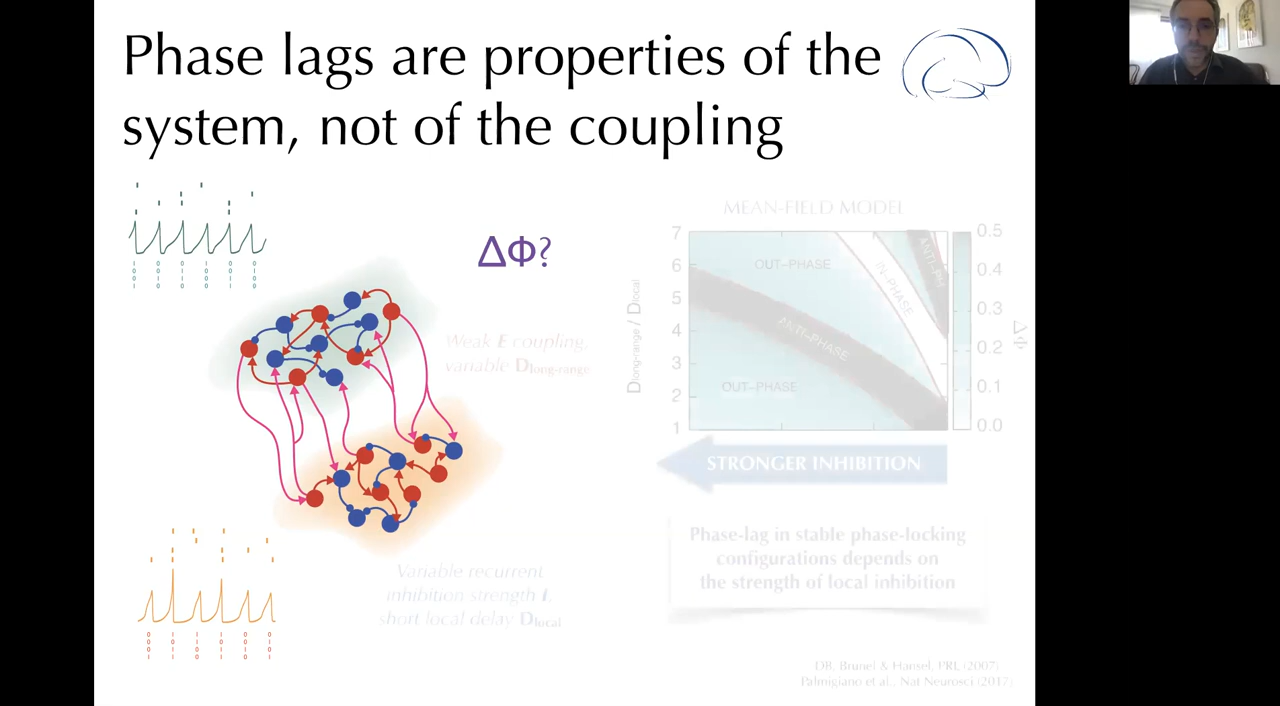 Phase lags are properties of the
system, not of the coupling
ΔΦ?
Weak E coupling,
variable Dlong-range
Variable recurrent
inhibition strength I,
short local delay Dlocal
MEAN-FIELD MODEL
Dlong-range / Dlocal
7
6
5
4
3
2
1
OUT-PHASE
IN-PHASE
ANTI-PH
ANTI-PHASE
OUT-PHASE
0.5
0.4
0.3
0.2
0.1
0.0
ΔΦ
STRONGER INHIBITION
Phase-lag in stable phase-locking
configurations depends on
the strength of local inhibition
DB, Brunel & Hansel, PRL (2007)
Palmigiano et al., Nat Neurosci (2017)